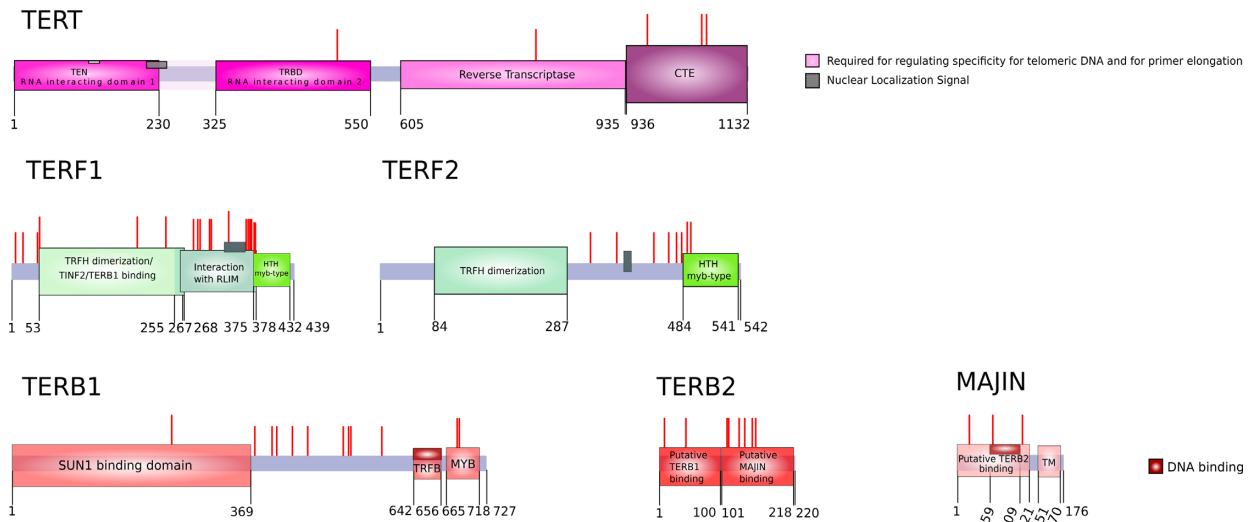 TERT
TEN
RNA interacting domain 1
TRBD
RNA interacting domain 2
Reverse Transcriptase
CTE
1 230 325 550 605 935 936 1132
Required for regulating specificity for telomeric DNA and for primer elongation
Nuclear Localization Signal
TERF1
TRFH dimerization/
TINF2/TERB1 binding
Interaction
with RLIM
HTH
myb-type
1 53 255 267 268 375 378 432 439
TERF2
TRFH dimerization
HTH
myb-type
1 84 287 484 541 542
TERB1
SUN1 binding domain
TRFB
MYB
1 369 642 656 665 718 727
TERB2
Putative
TERB1
binding
Putative
MAJIN
binding
1 100 101 218 220
MAJIN
Putative TERB2
binding
TM
1 59 09 21 51 70 176
DNA binding